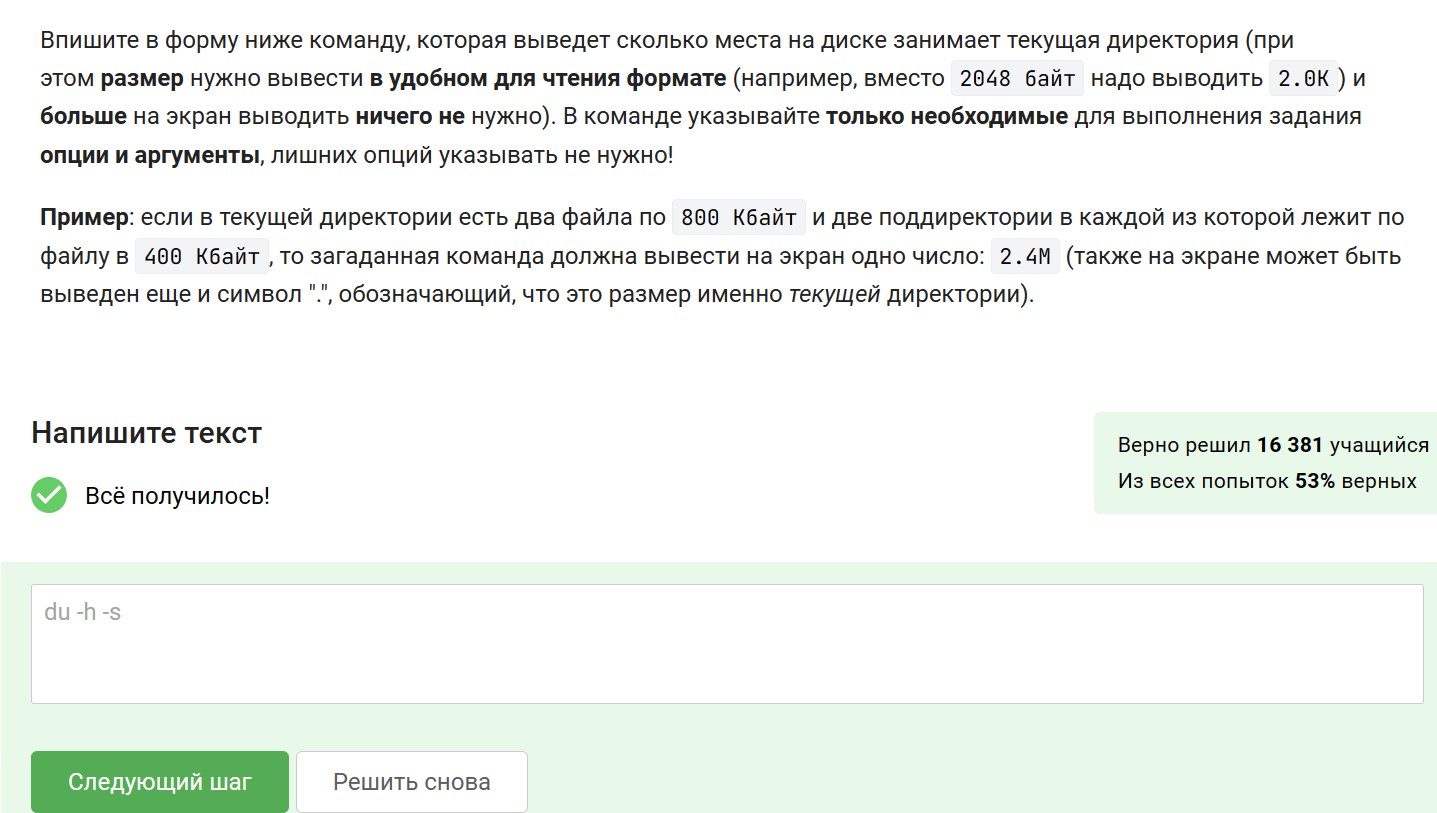 Впишите в форму ниже команду, которая выведет сколько места на диске занимает текущая директория (при
этом размер нужно вывести в удобном для чтения формате (например, вместо 2048 байт надо выводить 2.0K) и
больше на экран выводить ничего не нужно). В команде указывайте только необходимые для выполнения задания
опции и аргументы, лишних опций указывать не нужно!
Пример: если в текущей директории есть два файла по 800 Кбайт и две поддиректории в каждой из которой лежит по
файлу в 400 Кбайт, то загаданная команда должна вывести на экран одно число: 2.4M (также на экране может быть
выведен еще и символ ".", обозначающий, что это размер именно текущей директории).
Напишите текст
Верно решил 16 381 учащийся
Из всех попыток 53% верных
Всё получилось!
du -h -s
Следующий шаг
Решить снова